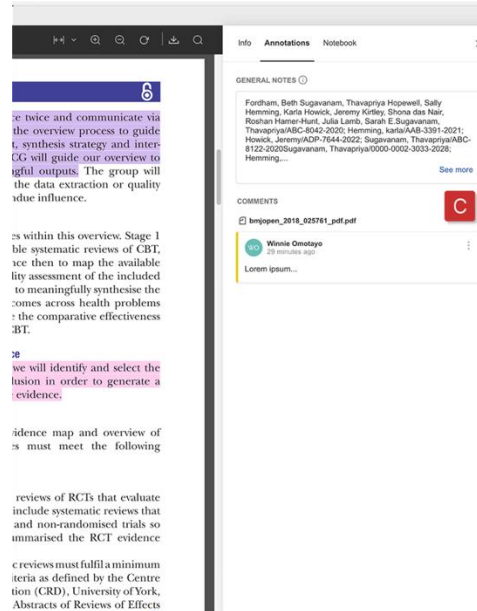 Info Annotations Notebook
GENERAL NOTES
Fordham, Beth Sugavanam, Thavapriya Hopewell, Sally
Hemming, Karla Howick, Jeremy Kirtley, Shona das Nair,
Roshan Hamer-Hunt, Julia Lamb, Sarah E.Sugavanam,
Thavapriya/ABC-8042-2020; Hemming, karla/AAB-3391-2021;
Howick, Jeremy/ADP-7644-2022; Sugavanam, Thavapriya/ABC-
8122-2020Sugavanam, Thavapriya/0000-0002-3033-2028;
Hemming,...
See more
COMMENTS
C
bmjopen_2018_025761_pdf.pdf
WO
Winnie Omotayo
29 minutes ago
Lorem ipsum...
ce twice and communicate via
the overview process to guide
t, synthesis strategy and inter-
CG will guide our overview to
ngful outputs. The group will
the data extraction or quality
ndue influence.
es within this overview. Stage 1
ble systematic reviews of CBT,
nce then to map the available
lity assessment of the included
to meaningfully synthesise the
comes across health problems
e the comparative effectiveness
CBT.
ce
we will identify and select the
lusion in order to generate a
evidence.
vidence map and overview of
es must meet the following
reviews of RCTs that evaluate
include systematic reviews that
and non-randomised trials so
ummarised the RCT evidence
c reviews must fulfil a minimum
iteria as defined by the Centre
tion (CRD), University of York,
Abstracts of Reviews of Effects